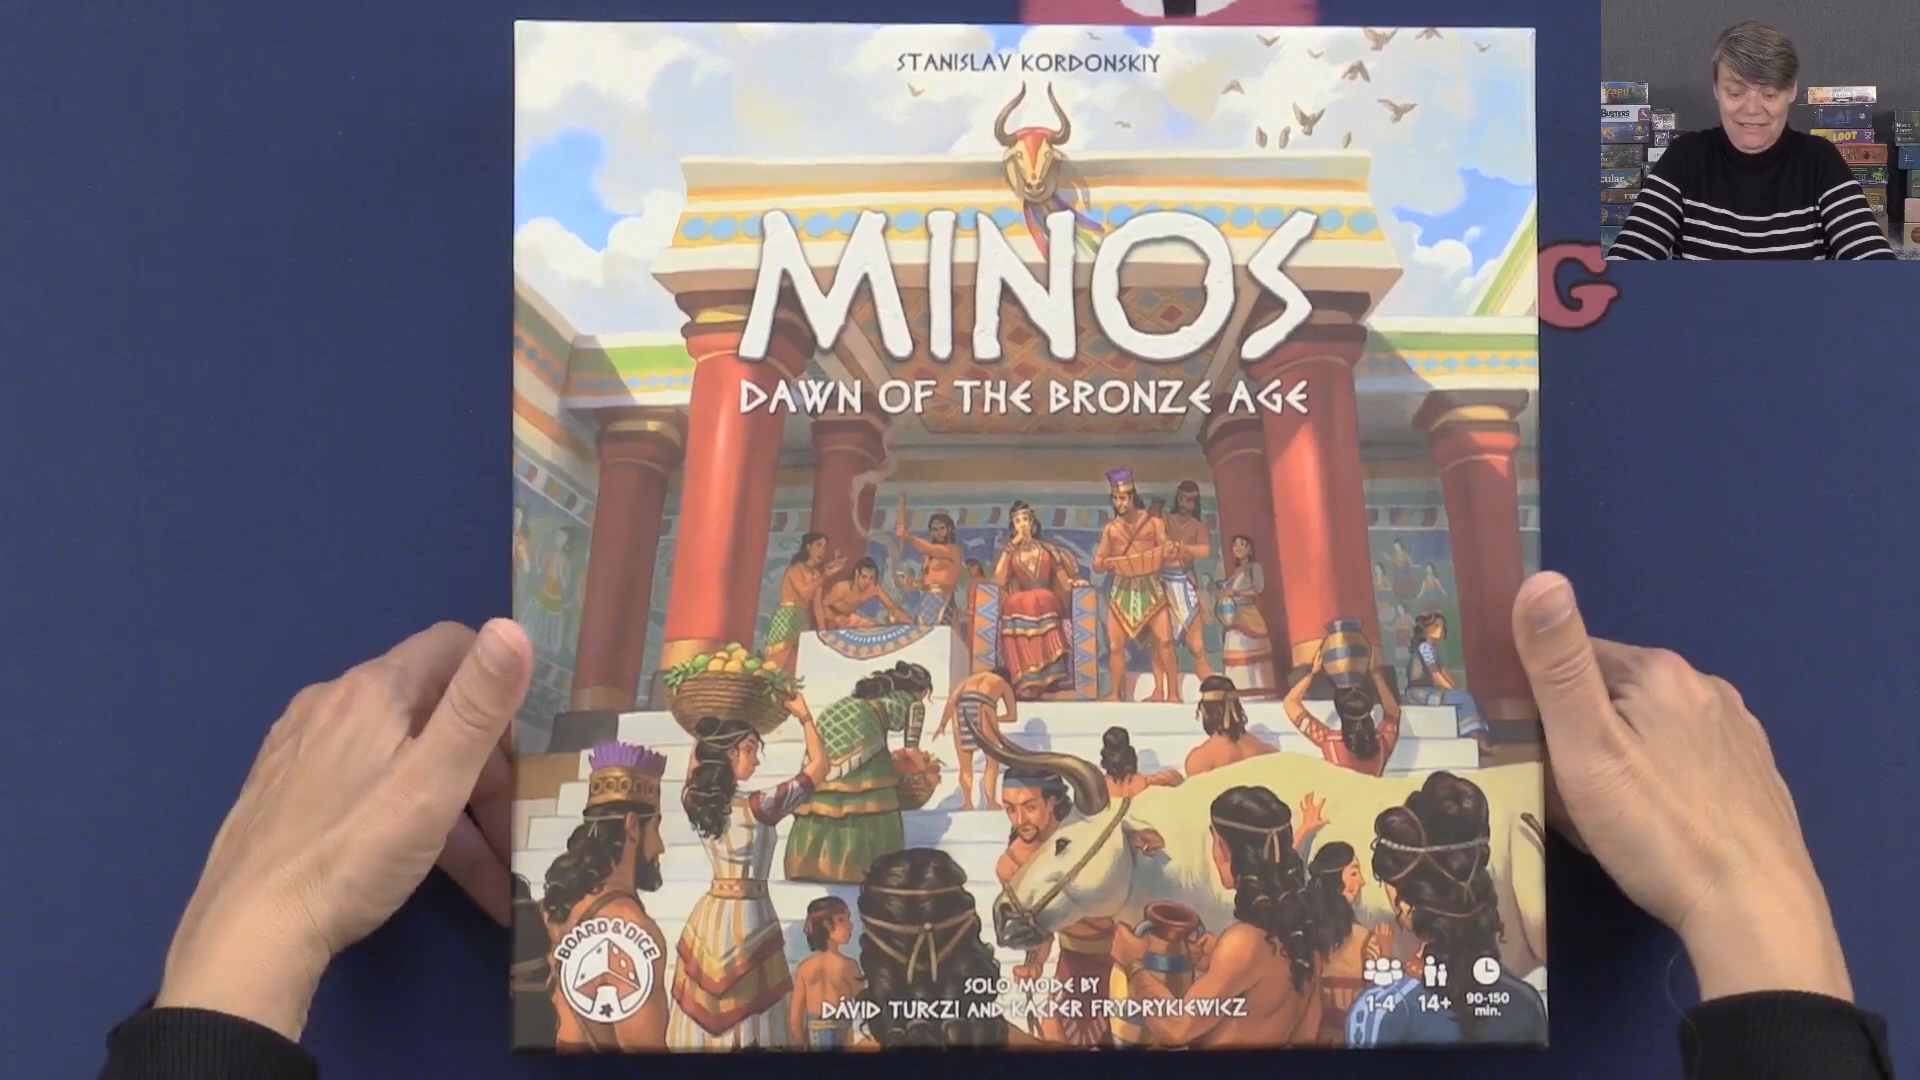 STANISLAV KORDONSKIY
MINOS
DAWN OF THE BRONZE AGE
BOARD & DICE
SOLO MODE BY
DÁVID TURCZI AND KACPER FRYDRYKIEWICZ
1-4
14+
90-150
min.
G
LOOT